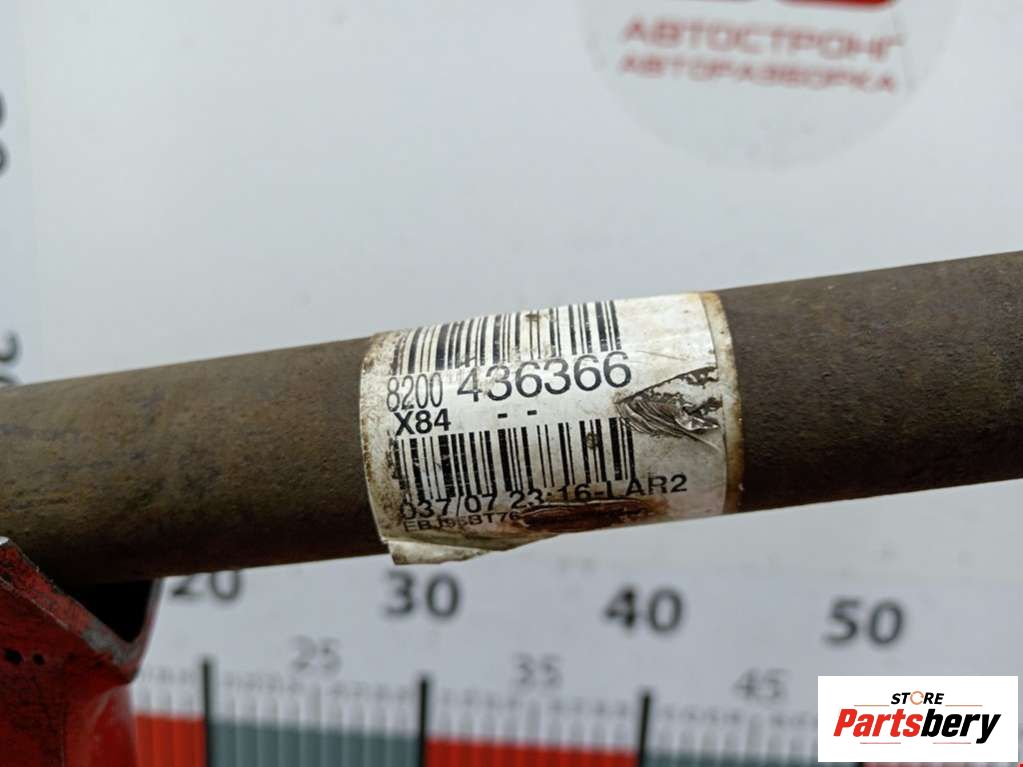 АВТОСТРОНГ
АВТОРАЗБОРКА
8200 436366
X84 - -
037/07 23:16-LAR2
20 30 40 50
25 35 45
STORE
Partsbery